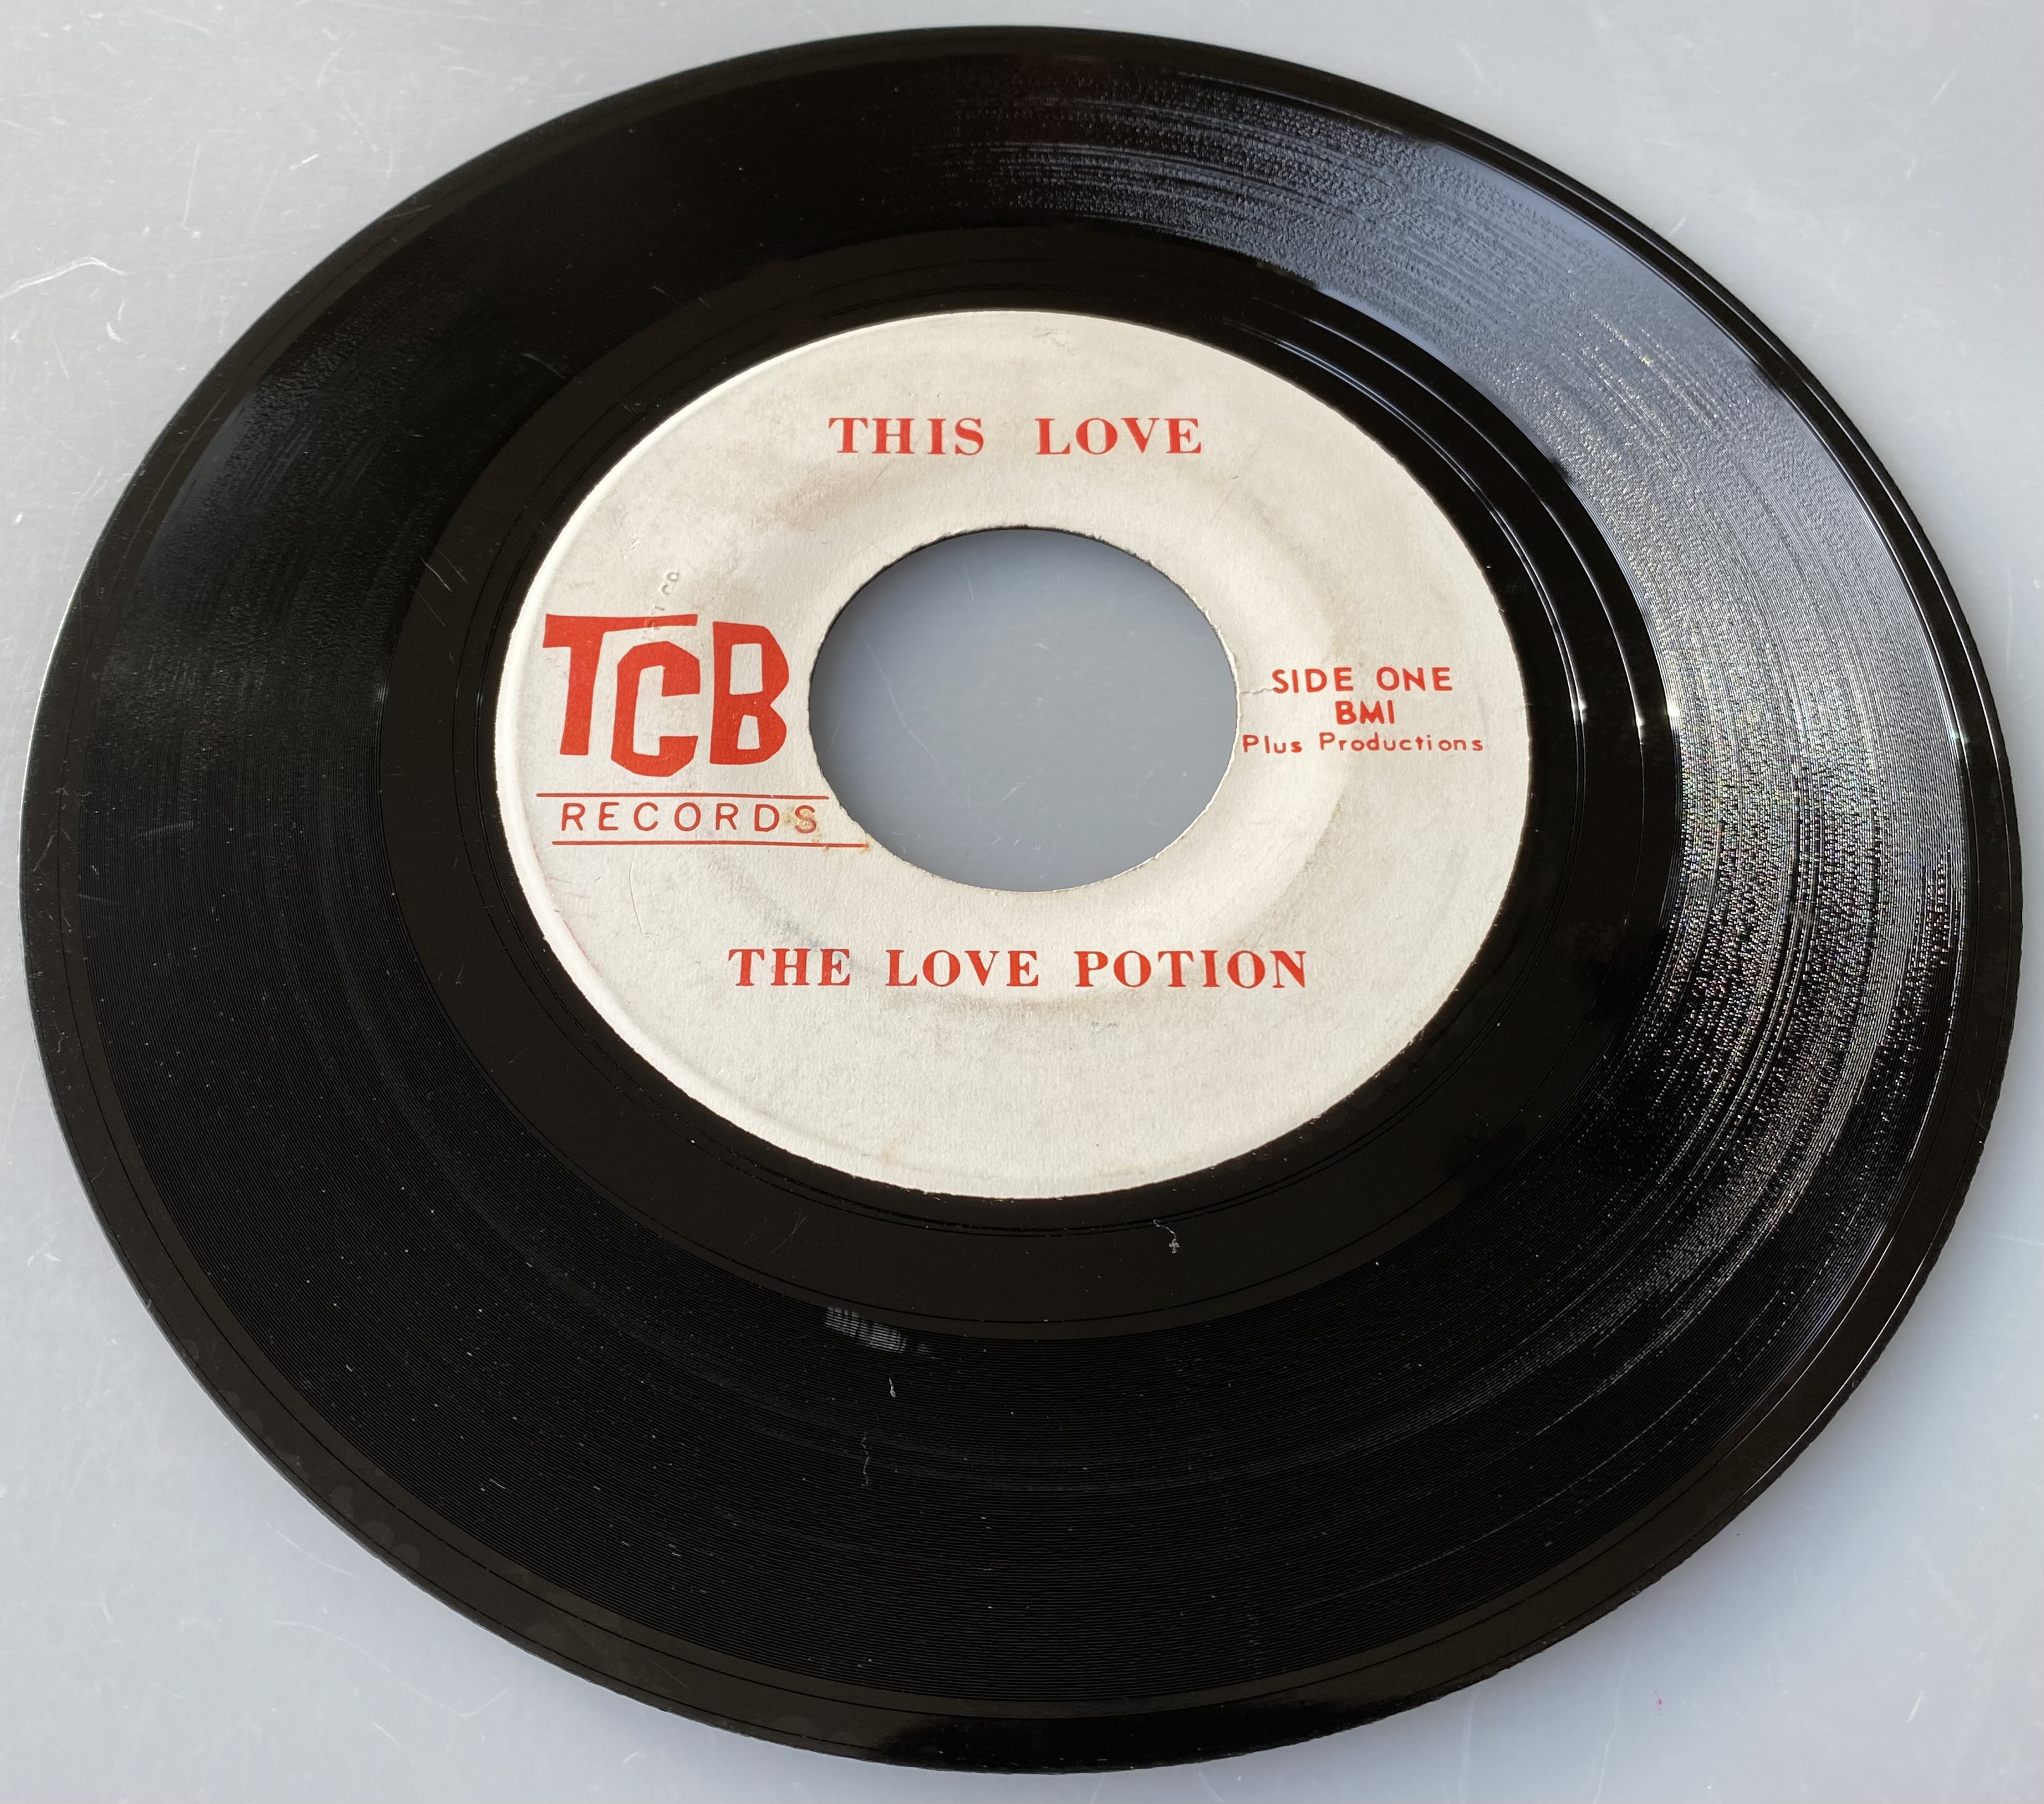 THIS LOVE
TCB
RECORDS
SIDE ONE
BMI
Plus Productions
THE LOVE POTION